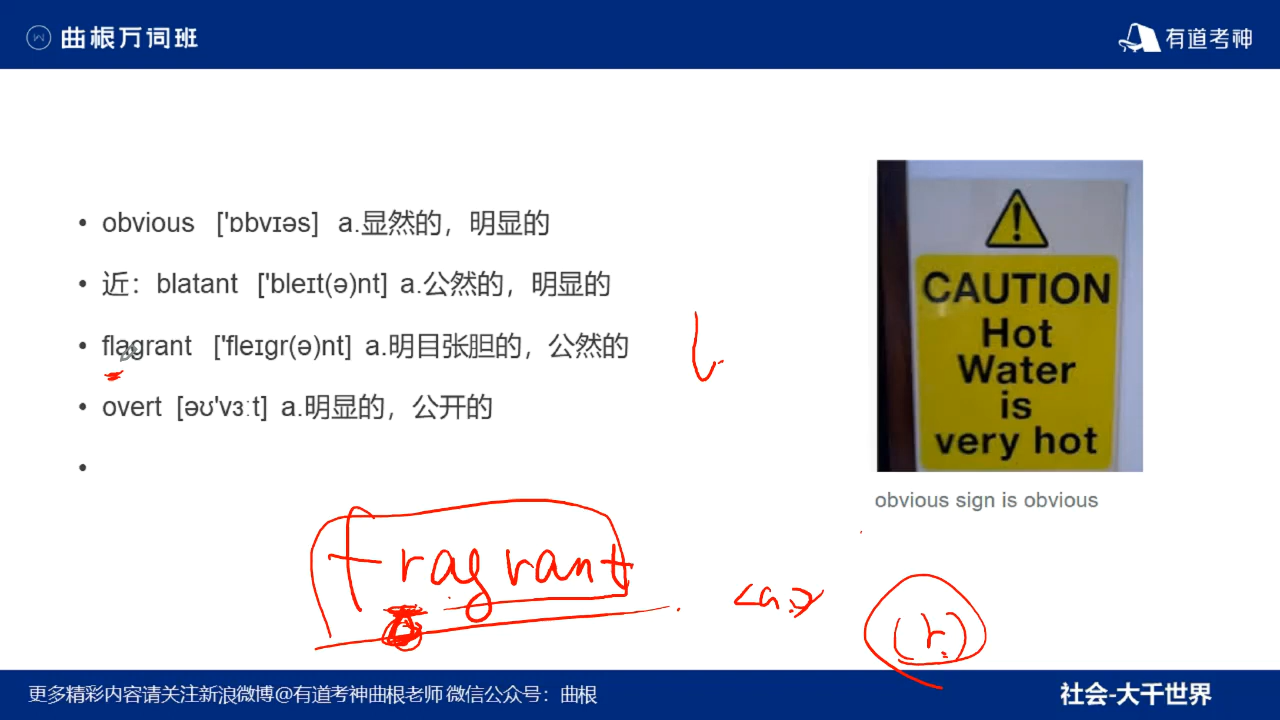 曲根万词班
有道考神
• obvious ['ɒbvɪəs] a.显然的，明显的
• 近：blatant ['bleɪt(ə)nt] a.公然的，明显的
• flagrant ['fleɪgr(ə)nt] a.明目张胆的，公然的
• overt [əʊ'vɜːt] a.明显的，公开的
•
CAUTION
Hot
Water
is
very hot
obvious sign is obvious
fragrant
<a.>
(r)
更多精彩内容请关注新浪微博@有道考神曲根老师 微信公众号：曲根
社会-大千世界